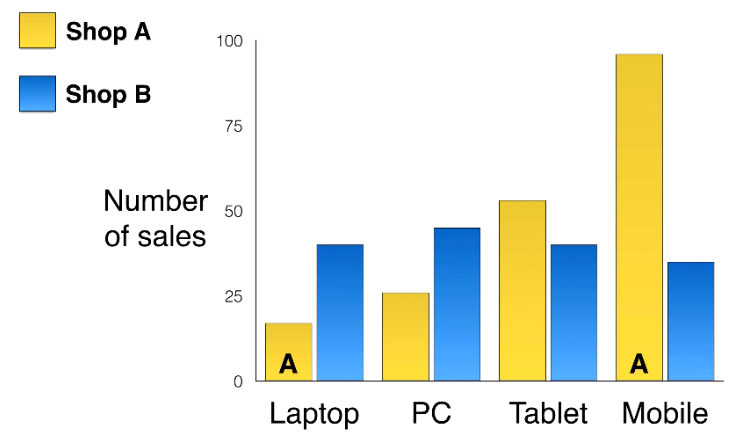 Shop A
Shop B
Number
of sales
100
75
50
25
0
A
A
Laptop
PC
Tablet
Mobile